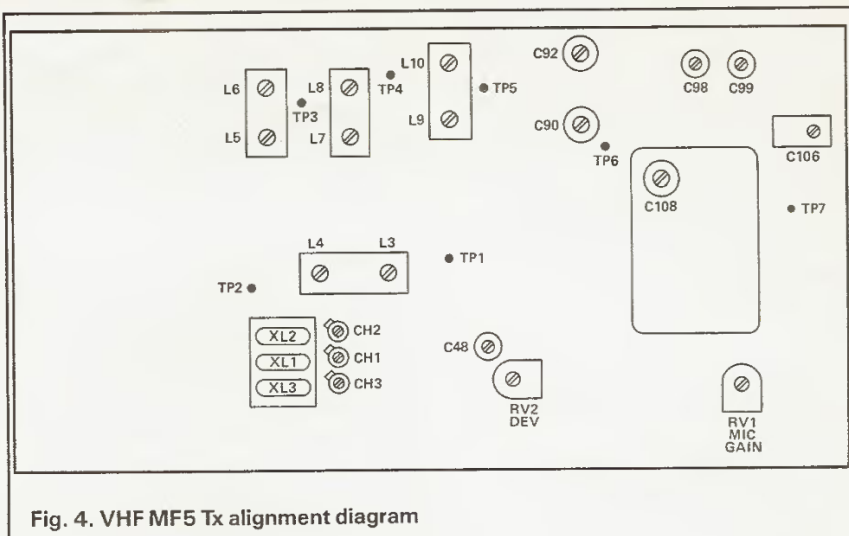 C92
C98
C99
L10
L6
L8
TP4
TP5
TP3
L5
L7
L9
C90
TP6
C106
C108
TP7
L4
L3
TP1
TP2
XL2
CH2
XL1
CH1
XL3
CH3
C48
RV2
DEV
RV1
MIC
GAIN
Fig. 4. VHF MF5 Tx alignment diagram